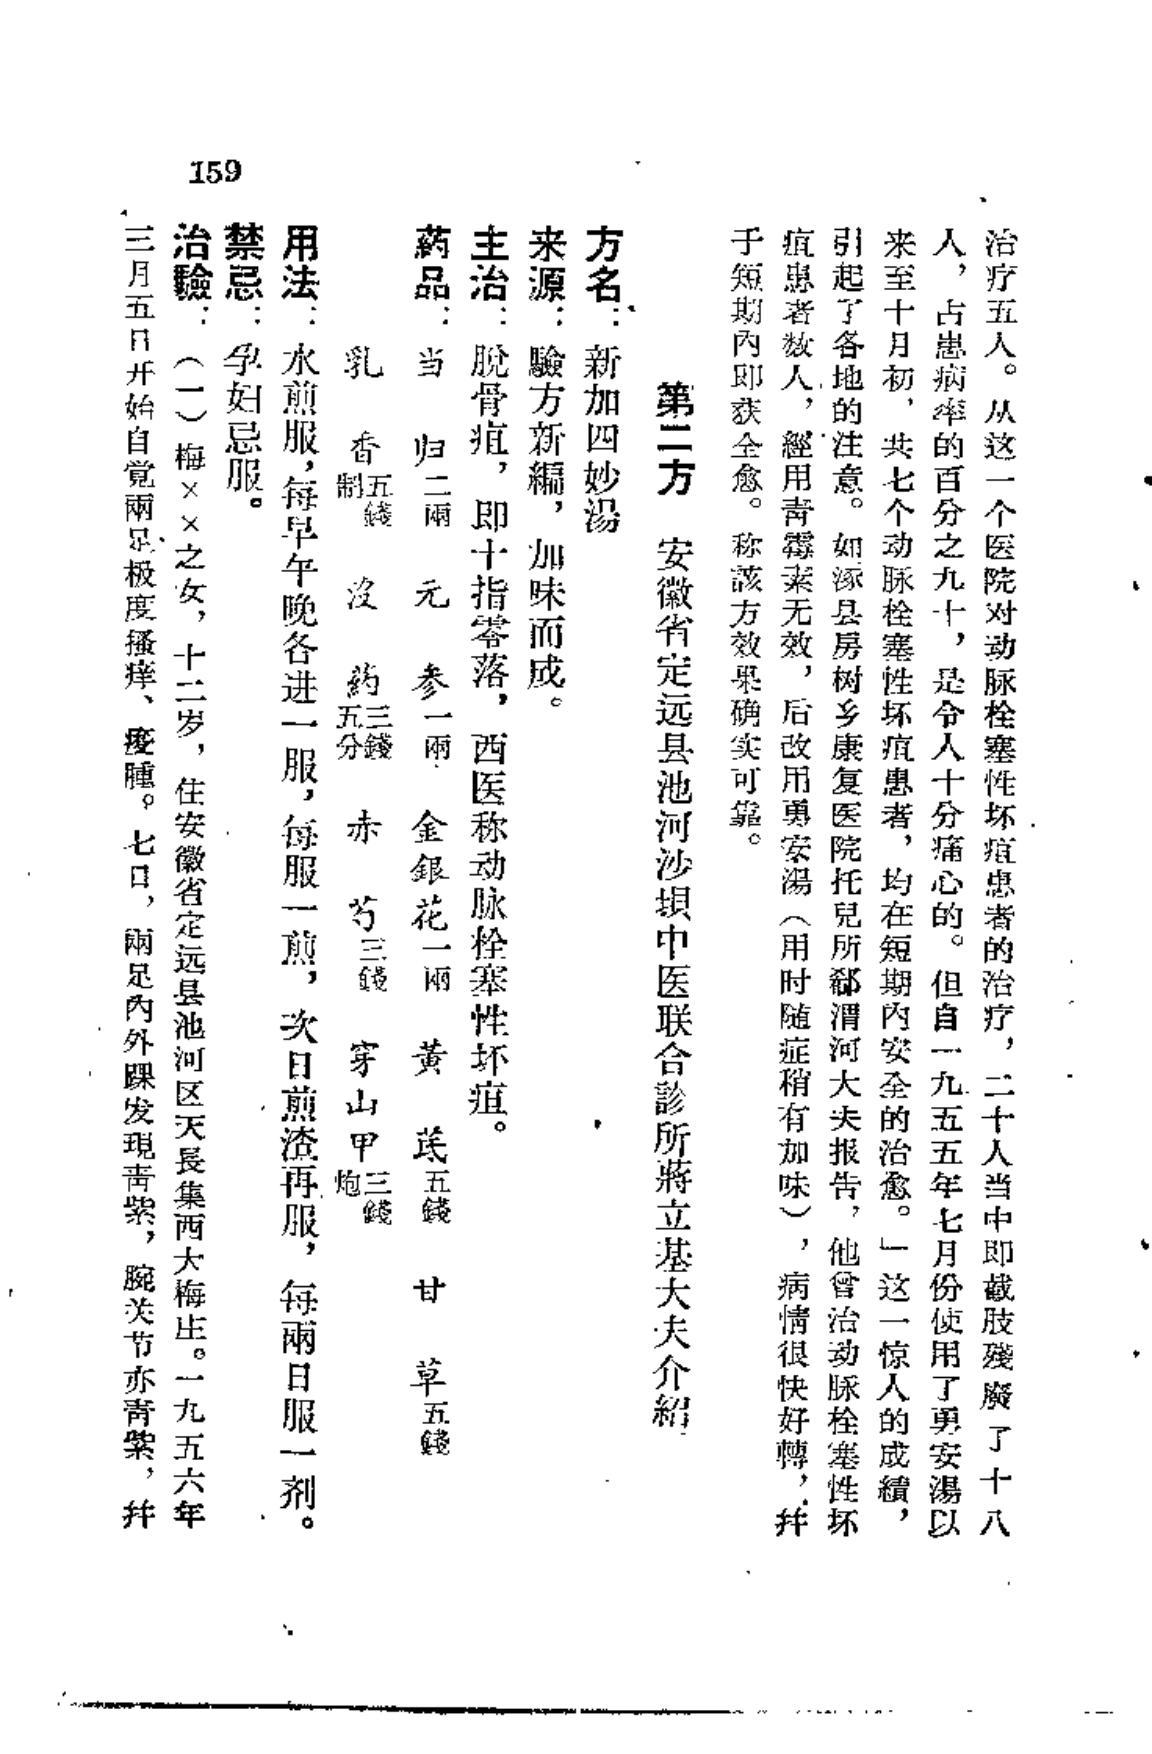 治疗五人。从这一个医院对动脉栓塞性坏疽患者的治疗，二十人当中即截肢殘廢了十八
人，占患病率的百分之九十，是令人十分痛心的。但自一九五五年七月份使用了勇安湯以
来至十月初，共七个动脉栓塞性坏疽患者，均在短期內安全的治愈。」这一惊人的成績，
引起了各地的注意。如涿县房树乡康复医院托兒所郗渭河大夫报告，他曾治动脉栓塞性坏
疽患者数人，經用青霉素无效，后改用勇安湯（用时随症稍有加味），病情很快好轉，幷
于短期內即获全愈。称該方效果确实可靠。
第二方　安徽省定远县池河沙坝中医联合診所蔣立基大夫介紹
方名：新加四妙湯
来源：驗方新編，加味而成。
主治：脫骨疽，即十指零落，西医称动脉栓塞性坏疽。
葯品：当归二兩　元参一兩　金銀花一兩　黃芪五錢　甘草五錢
乳香五錢制　沒葯三錢五分　赤芍三錢　穿山甲三錢炮
用法：水煎服，每早午晚各进一服，每服一煎，次日煎渣再服，每兩日服一剂。
禁忌：孕妇忌服。
治驗：（一）梅××之女，十二岁，住安徽省定远县池河区天長集西大梅庄。一九五六年
三月五日开始自覚兩足极度搔痒、痠腫。七日，兩足內外踝发現靑紫，腕关节亦靑紫，幷
159